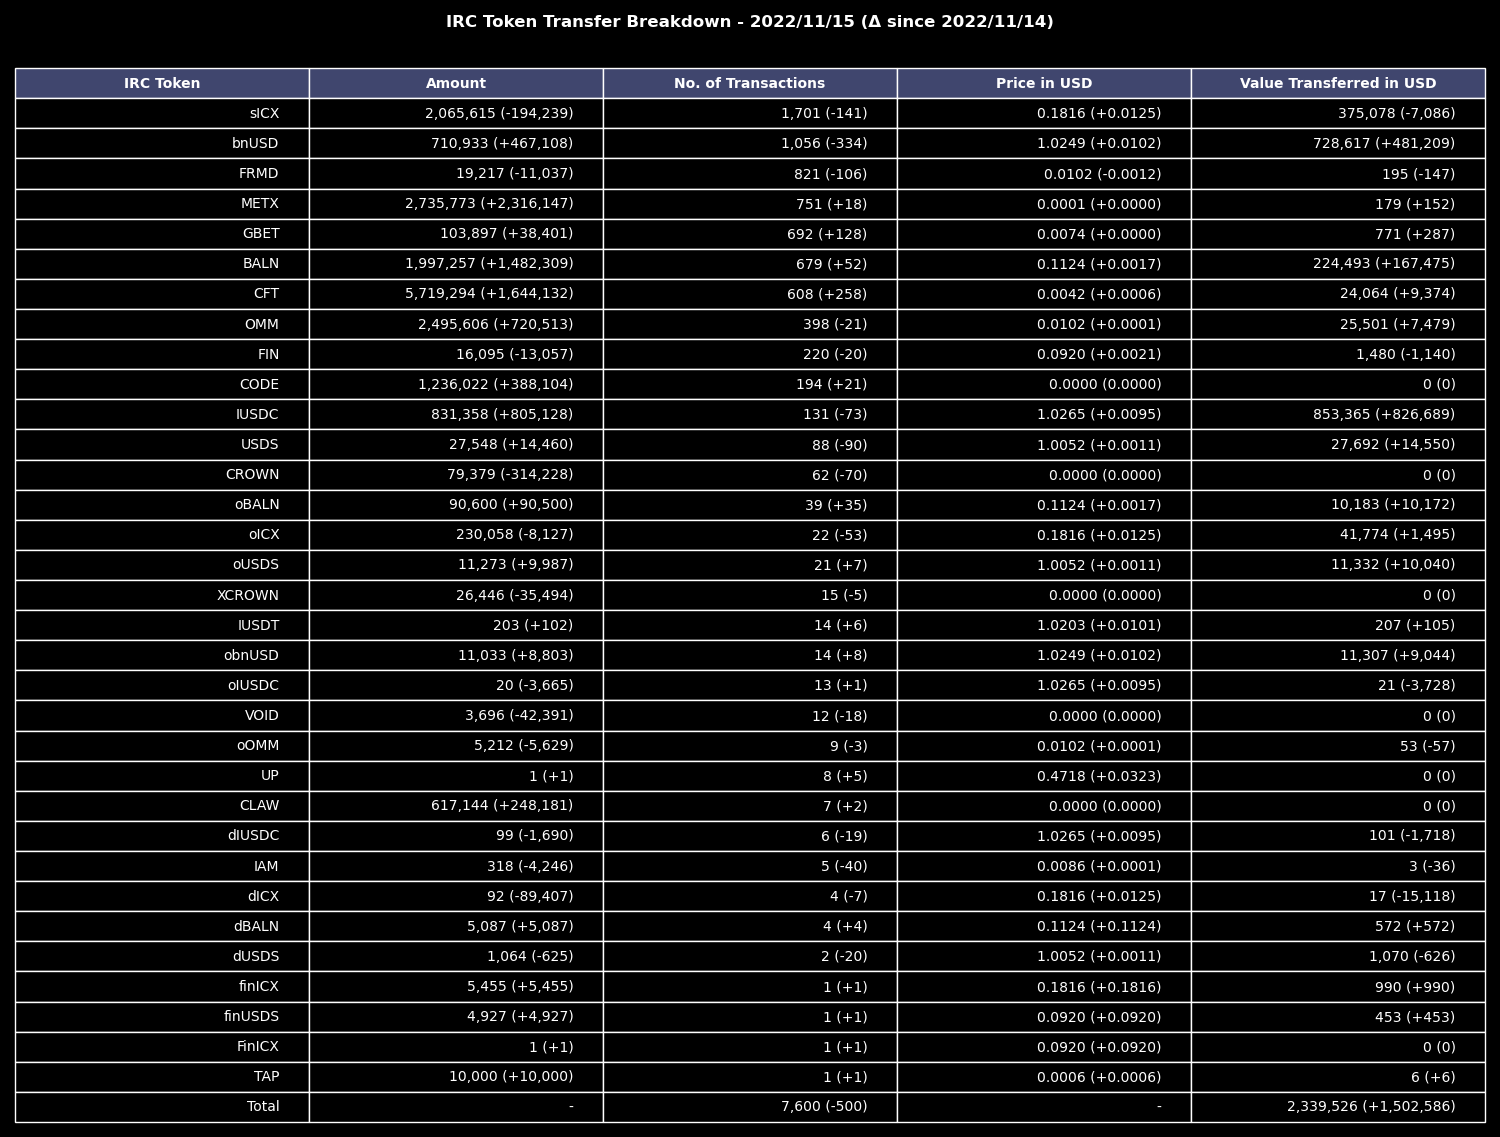 IRC Token Transfer Breakdown - 2022/11/15 (Δ since 2022/11/14)
IRC Token Amount No. of Transactions Price in USD Value Transferred in USD
sICX 2,065,615 (-194,239) 1,701 (-141) 0.1816 (+0.0125) 375,078 (-7,086)
bnUSD 710,933 (+467,108) 1,056 (-334) 1.0249 (+0.0102) 728,617 (+481,209)
FRMD 19,217 (-11,037) 821 (-106) 0.0102 (-0.0012) 195 (-147)
METX 2,735,773 (+2,316,147) 751 (+18) 0.0001 (+0.0000) 179 (+152)
GBET 103,897 (+38,401) 692 (+128) 0.0074 (+0.0000) 771 (+287)
BALN 1,997,257 (+1,482,309) 679 (+52) 0.1124 (+0.0017) 224,493 (+167,475)
CFT 5,719,294 (+1,644,132) 608 (+258) 0.0042 (+0.0006) 24,064 (+9,374)
OMM 2,495,606 (+720,513) 398 (-21) 0.0102 (+0.0001) 25,501 (+7,479)
FIN 16,095 (-13,057) 220 (-20) 0.0920 (+0.0021) 1,480 (-1,140)
CODE 1,236,022 (+388,104) 194 (+21) 0.0000 (0.0000) 0 (0)
IUSDC 831,358 (+805,128) 131 (-73) 1.0265 (+0.0095) 853,365 (+826,689)
USDS 27,548 (+14,460) 88 (-90) 1.0052 (+0.0011) 27,692 (+14,550)
CROWN 79,379 (-314,228) 62 (-70) 0.0000 (0.0000) 0 (0)
oBALN 90,600 (+90,500) 39 (+35) 0.1124 (+0.0017) 10,183 (+10,172)
oICX 230,058 (-8,127) 22 (-53) 0.1816 (+0.0125) 41,774 (+1,495)
oUSDS 11,273 (+9,987) 21 (+7) 1.0052 (+0.0011) 11,332 (+10,040)
XCROWN 26,446 (-35,494) 15 (-5) 0.0000 (0.0000) 0 (0)
IUSDT 203 (+102) 14 (+6) 1.0203 (+0.0101) 207 (+105)
obnUSD 11,033 (+8,803) 14 (+8) 1.0249 (+0.0102) 11,307 (+9,044)
oIUSDC 20 (-3,665) 13 (+1) 1.0265 (+0.0095) 21 (-3,728)
VOID 3,696 (-42,391) 12 (-18) 0.0000 (0.0000) 0 (0)
oOMM 5,212 (-5,629) 9 (-3) 0.0102 (+0.0001) 53 (-57)
UP 1 (+1) 8 (+5) 0.4718 (+0.0323) 0 (0)
CLAW 617,144 (+248,181) 7 (+2) 0.0000 (0.0000) 0 (0)
dIUSDC 99 (-1,690) 6 (-19) 1.0265 (+0.0095) 101 (-1,718)
IAM 318 (-4,246) 5 (-40) 0.0086 (+0.0001) 3 (-36)
dICX 92 (-89,407) 4 (-7) 0.1816 (+0.0125) 17 (-15,118)
dBALN 5,087 (+5,087) 4 (+4) 0.1124 (+0.1124) 572 (+572)
dUSDS 1,064 (-625) 2 (-20) 1.0052 (+0.0011) 1,070 (-626)
finICX 5,455 (+5,455) 1 (+1) 0.1816 (+0.1816) 990 (+990)
finUSDS 4,927 (+4,927) 1 (+1) 0.0920 (+0.0920) 453 (+453)
FinICX 1 (+1) 1 (+1) 0.0920 (+0.0920) 0 (0)
TAP 10,000 (+10,000) 1 (+1) 0.0006 (+0.0006) 6 (+6)
Total - 7,600 (-500) - 2,339,526 (+1,502,586)